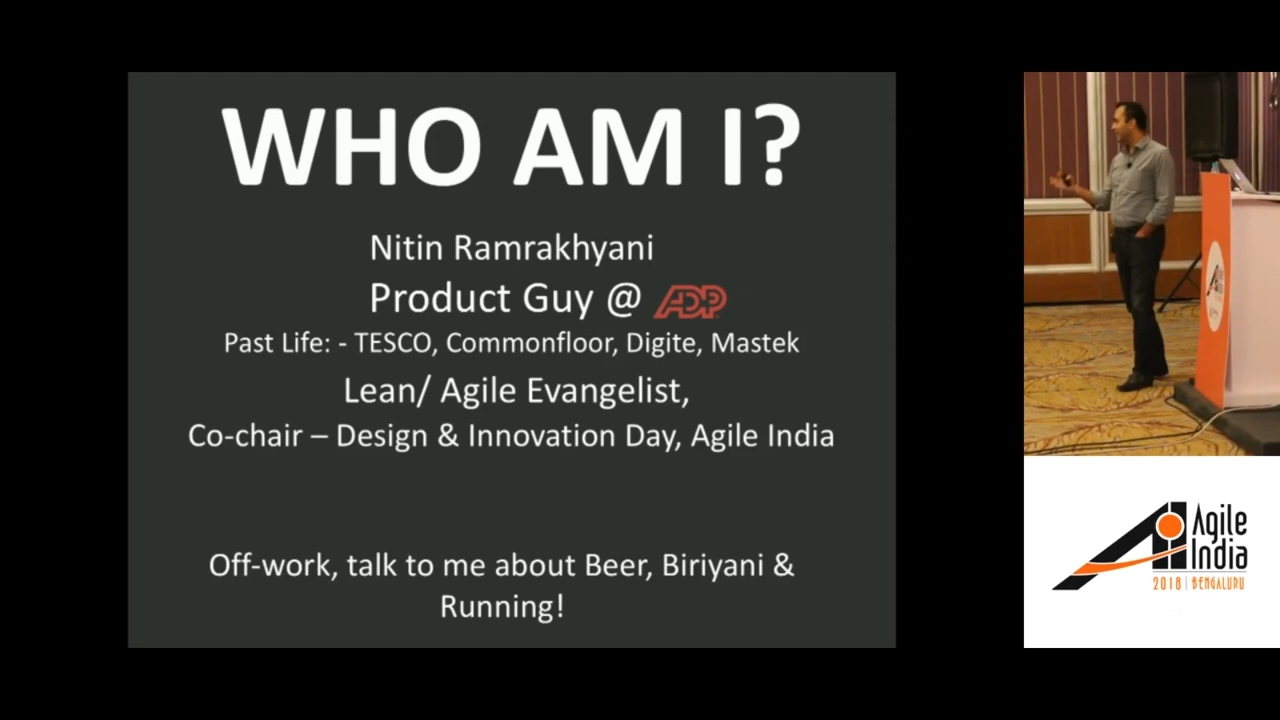 WHO AM I?
Nitin Ramrakhyani
Product Guy @ ADP
Past Life: - TESCO, Commonfloor, Digite, Mastek
Lean/ Agile Evangelist,
Co-chair – Design & Innovation Day, Agile India
Off-work, talk to me about Beer, Biriyani &
Running!
Agile
India
2018 | BENGALURU